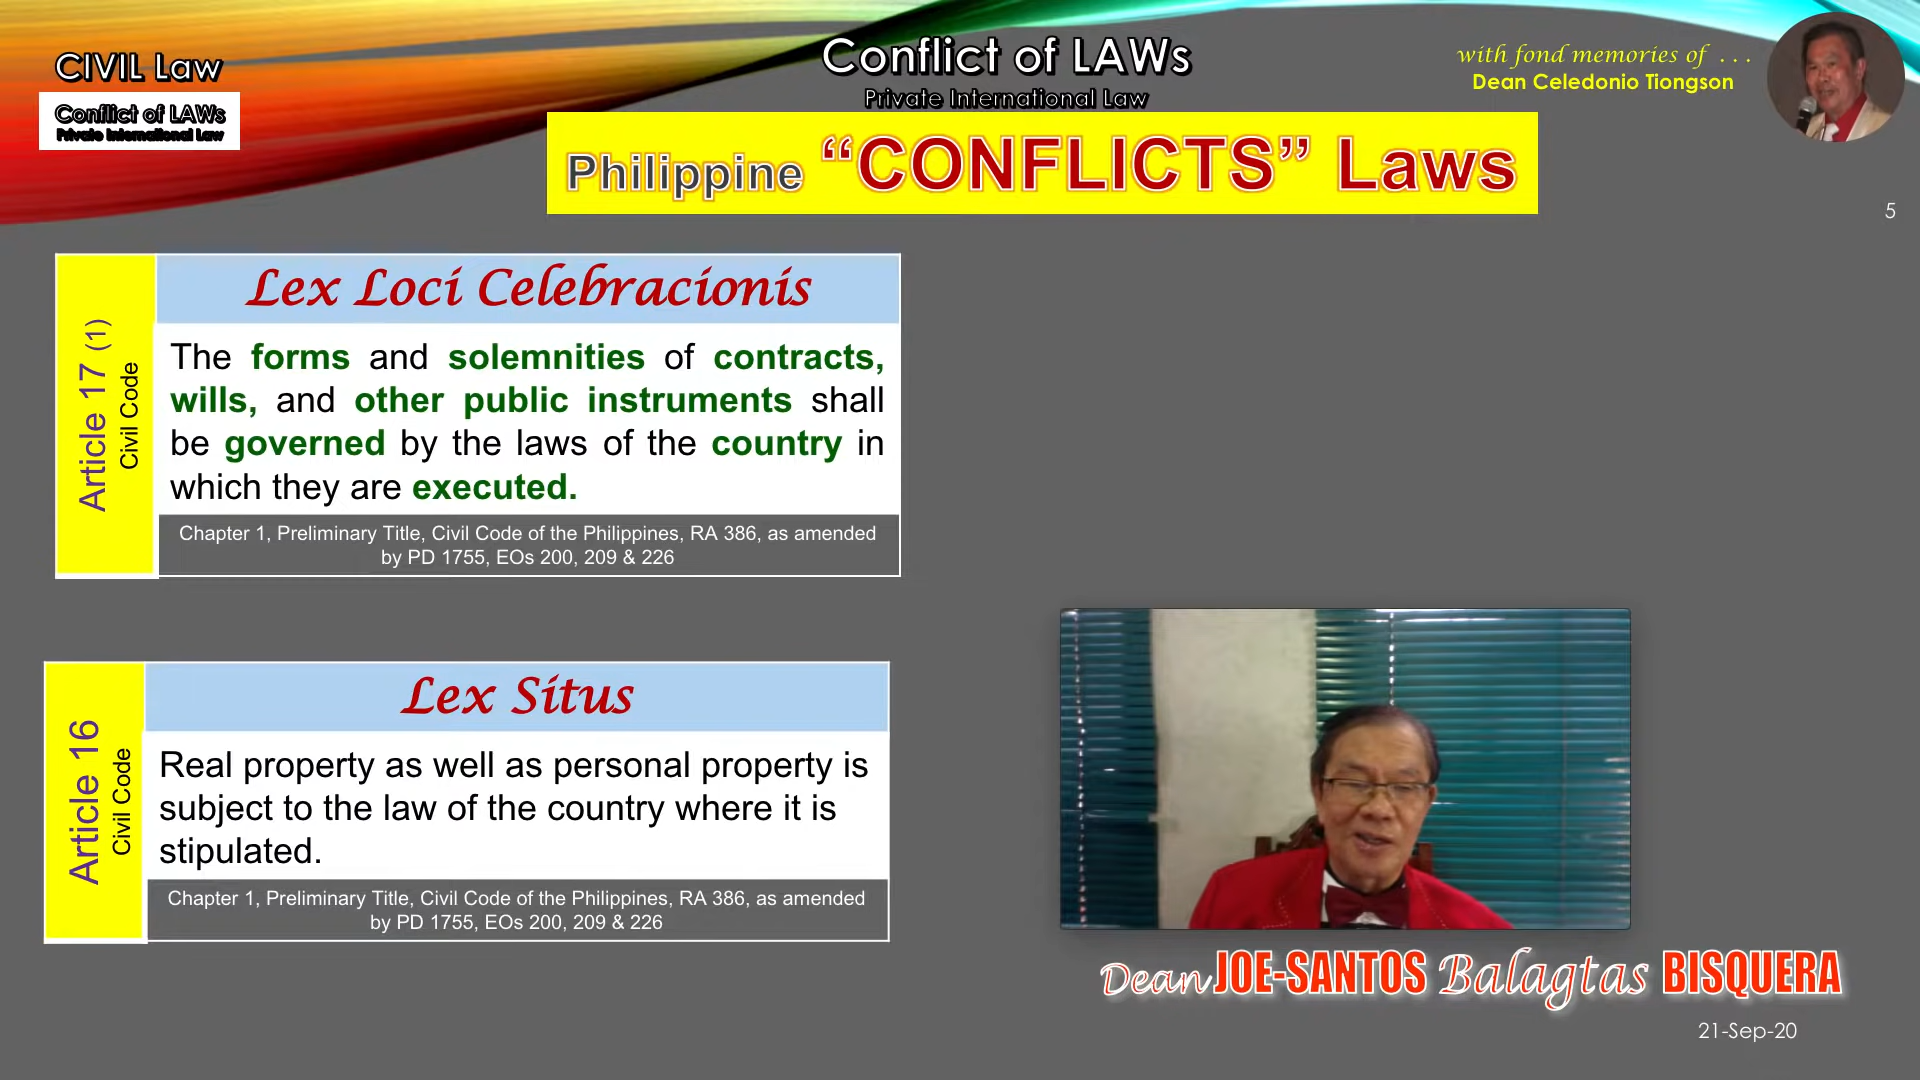 CIVIL Law
Conflict of LAWs
Private International Law
Conflict of LAWs
Private International Law
with fond memories of . . .
Dean Celedonio Tiongson
Philippine “CONFLICTS” Laws
5
Article 17 (1)
Civil Code
Lex Loci Celebracionis
The forms and solemnities of contracts,
wills, and other public instruments shall
be governed by the laws of the country in
which they are executed.
Chapter 1, Preliminary Title, Civil Code of the Philippines, RA 386, as amended
by PD 1755, EOs 200, 209 & 226
Article 16
Civil Code
Lex Situs
Real property as well as personal property is
subject to the law of the country where it is
stipulated.
Chapter 1, Preliminary Title, Civil Code of the Philippines, RA 386, as amended
by PD 1755, EOs 200, 209 & 226
Dean JOE-SANTOS Balagtas BISQUERA
21-Sep-20